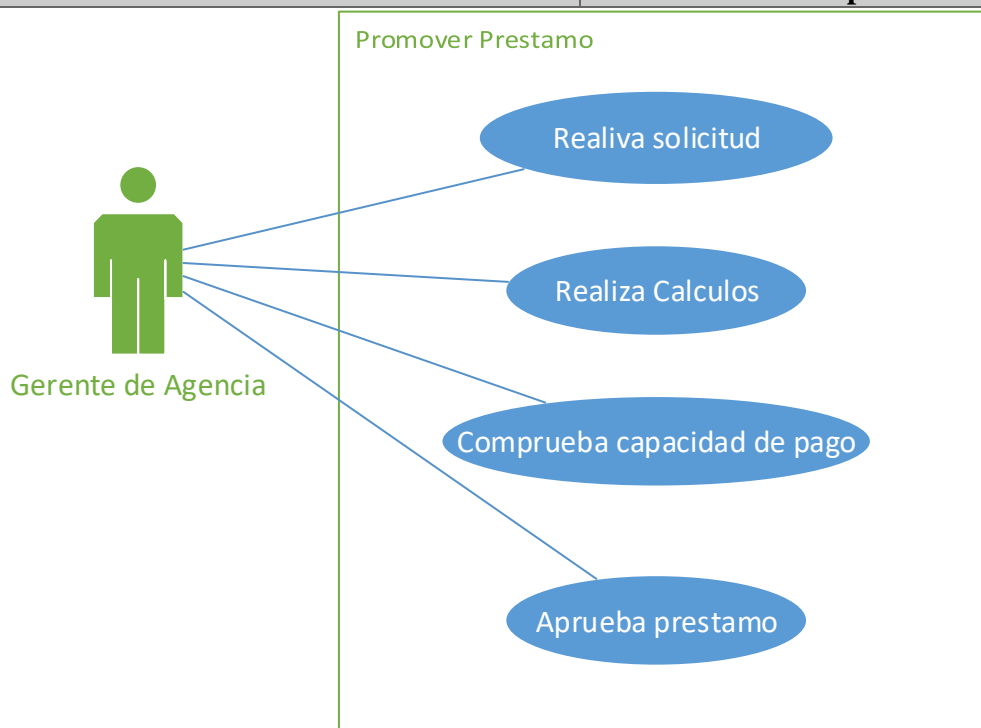 Promover Prestamo
Realiva solicitud
Realiza Calculos
Gerente de Agencia
Comprueba capacidad de pago
Aprueba prestamo